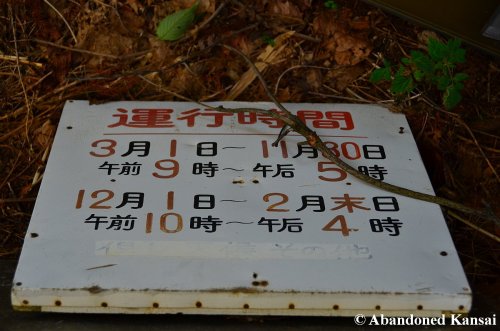 運行時間
3月1日～11月30日
午前9時～午后5時
12月1日～2月末日
午前10時～午后4時
© Abandoned Kansai